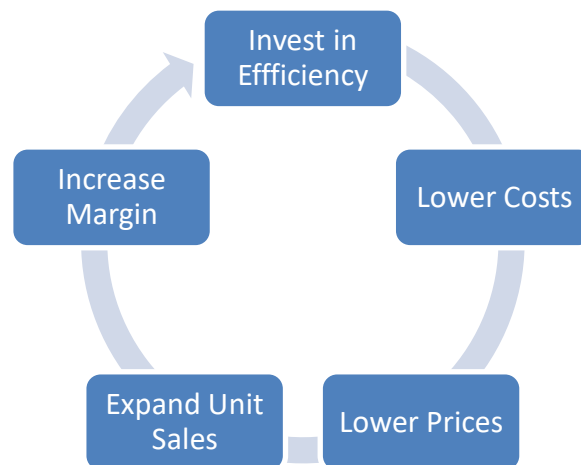 Invest in
Effficiency
Lower Costs
Lower Prices
Expand Unit
Sales
Increase
Margin